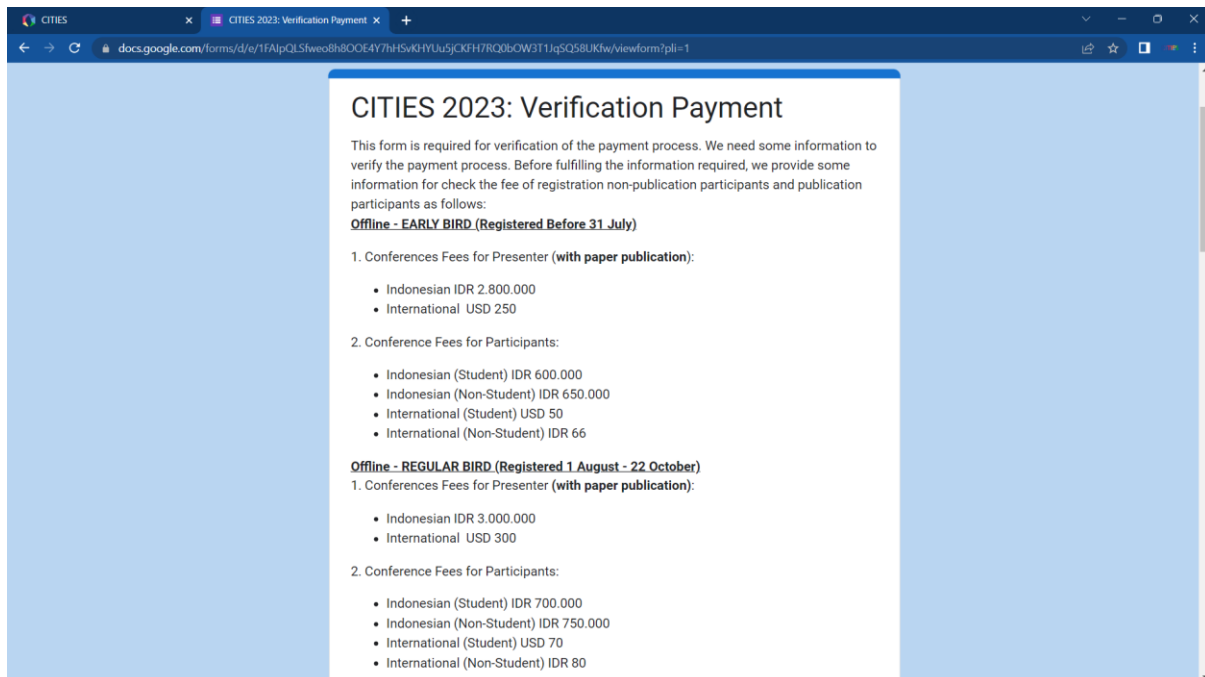 CITIES
CITIES 2023: Verification Payment
docs.google.com/forms/d/e/1FAIpQLSfweo8h8OOE4Y7hHSvKHYUu5jCKFH7RQ0bOW3T1JqSQ58UKfw/viewform?pli=1
CITIES 2023: Verification Payment
This form is required for verification of the payment process. We need some information to
verify the payment process. Before fulfilling the information required, we provide some
information for check the fee of registration non-publication participants and publication
participants as follows:
Offline - EARLY BIRD (Registered Before 31 July)
1. Conferences Fees for Presenter (with paper publication):
• Indonesian IDR 2.800.000
• International USD 250
2. Conference Fees for Participants:
• Indonesian (Student) IDR 600.000
• Indonesian (Non-Student) IDR 650.000
• International (Student) USD 50
• International (Non-Student) IDR 66
Offline - REGULAR BIRD (Registered 1 August - 22 October)
1. Conferences Fees for Presenter (with paper publication):
• Indonesian IDR 3.000.000
• International USD 300
2. Conference Fees for Participants:
• Indonesian (Student) IDR 700.000
• Indonesian (Non-Student) IDR 750.000
• International (Student) USD 70
• International (Non-Student) IDR 80